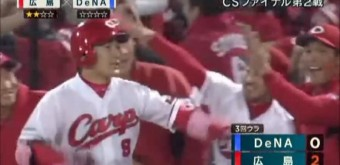 広島 × DeNA
★★☆ ★☆☆
CSファイナル第2戦
Carp
9
3回ウラ
DeNA 0
広島 2